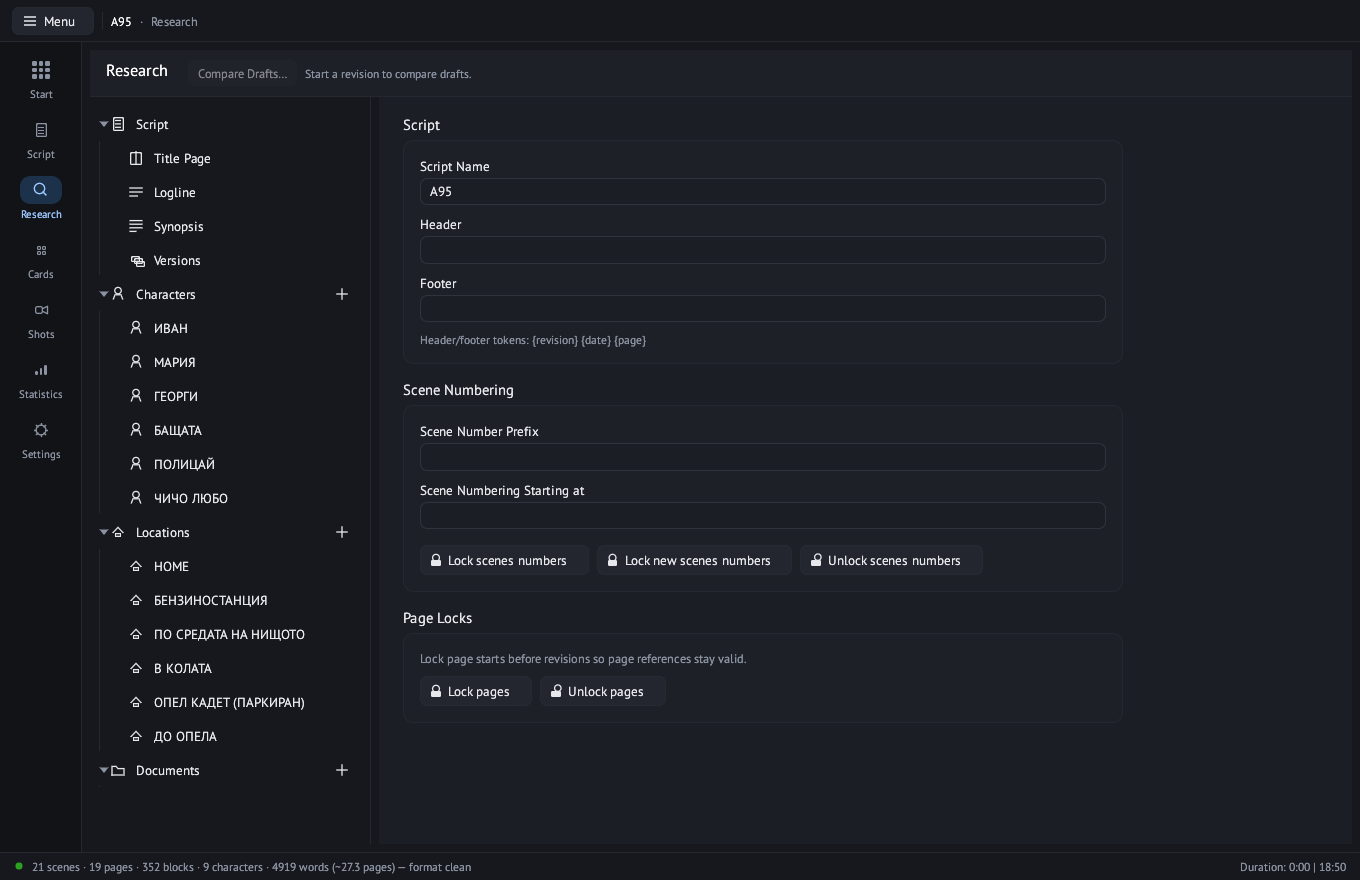 Menu
A95 · Research
Start
Script
Research
Cards
Shots
Statistics
Settings
Research
Compare Drafts...
Start a revision to compare drafts.
Script
Title Page
Logline
Synopsis
Versions
Characters
ИВАН
МАРИЯ
ГЕОРГИ
БАЩАТА
ПОЛИЦАЙ
ЧИЧО ЛЮБО
Locations
HOME
БЕНЗИНОСТАНЦИЯ
ПО СРЕДАТА НА НИЩОТО
В КОЛАТА
ОПЕЛ КАДЕТ (ПАРКИРАН)
ДО ОПЕЛА
Documents
Script
Script Name
A95
Header
Footer
Header/footer tokens: {revision} {date} {page}
Scene Numbering
Scene Number Prefix
Scene Numbering Starting at
Lock scenes numbers
Lock new scenes numbers
Unlock scenes numbers
Page Locks
Lock page starts before revisions so page references stay valid.
Lock pages
Unlock pages
21 scenes · 19 pages · 352 blocks · 9 characters · 4919 words (~27.3 pages) — format clean
Duration: 0:00 | 18:50